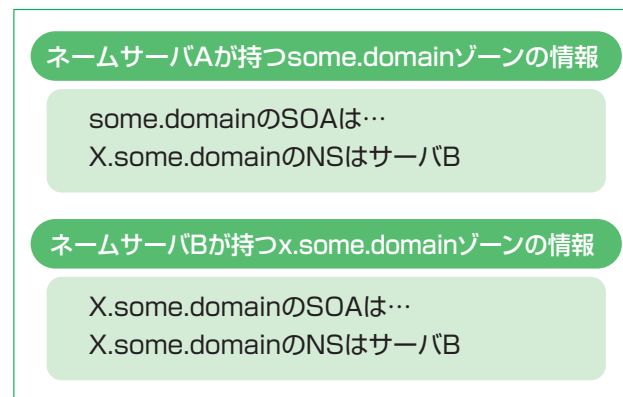 ネームサーバAが持つsome.domainゾーンの情報
some.domainのSOAは…
X.some.domainのNSはサーバB
ネームサーバBが持つx.some.domainゾーンの情報
X.some.domainのSOAは…
X.some.domainのNSはサーバB